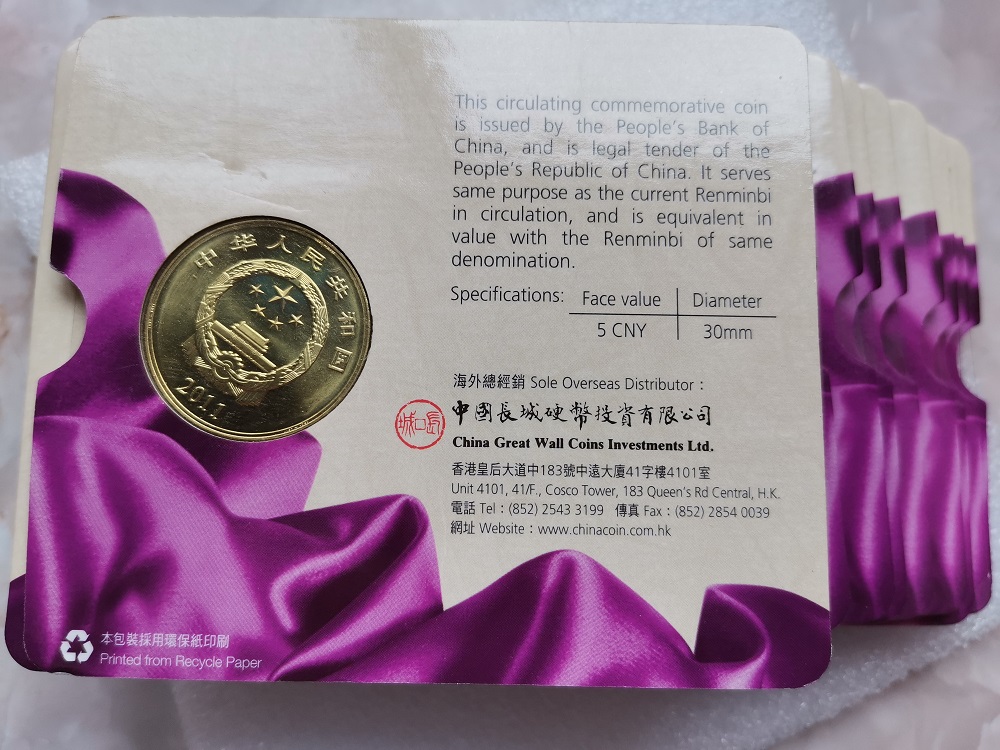 This circulating commemorative coin
is issued by the People's Bank of
China, and is legal tender of the
People's Republic of China. It serves
same purpose as the current Renminbi
in circulation, and is equivalent in
value with the Renminbi of same
denomination.
Specifications: Face value Diameter
5 CNY 30mm
中华人民共和国
2011
海外總經銷 Sole Overseas Distributor :
城口長
中國長城硬幣投資有限公司
China Great Wall Coins Investments Ltd.
香港皇后大道中183號中遠大廈41字樓4101室
Unit 4101, 41/F., Cosco Tower, 183 Queen's Rd Central, H.K.
電話 Tel : (852) 2543 3199 傳真 Fax : (852) 2854 0039
網址 Website : www.chinacoin.com.hk
本包裝採用環保紙印刷
Printed from Recycle Paper